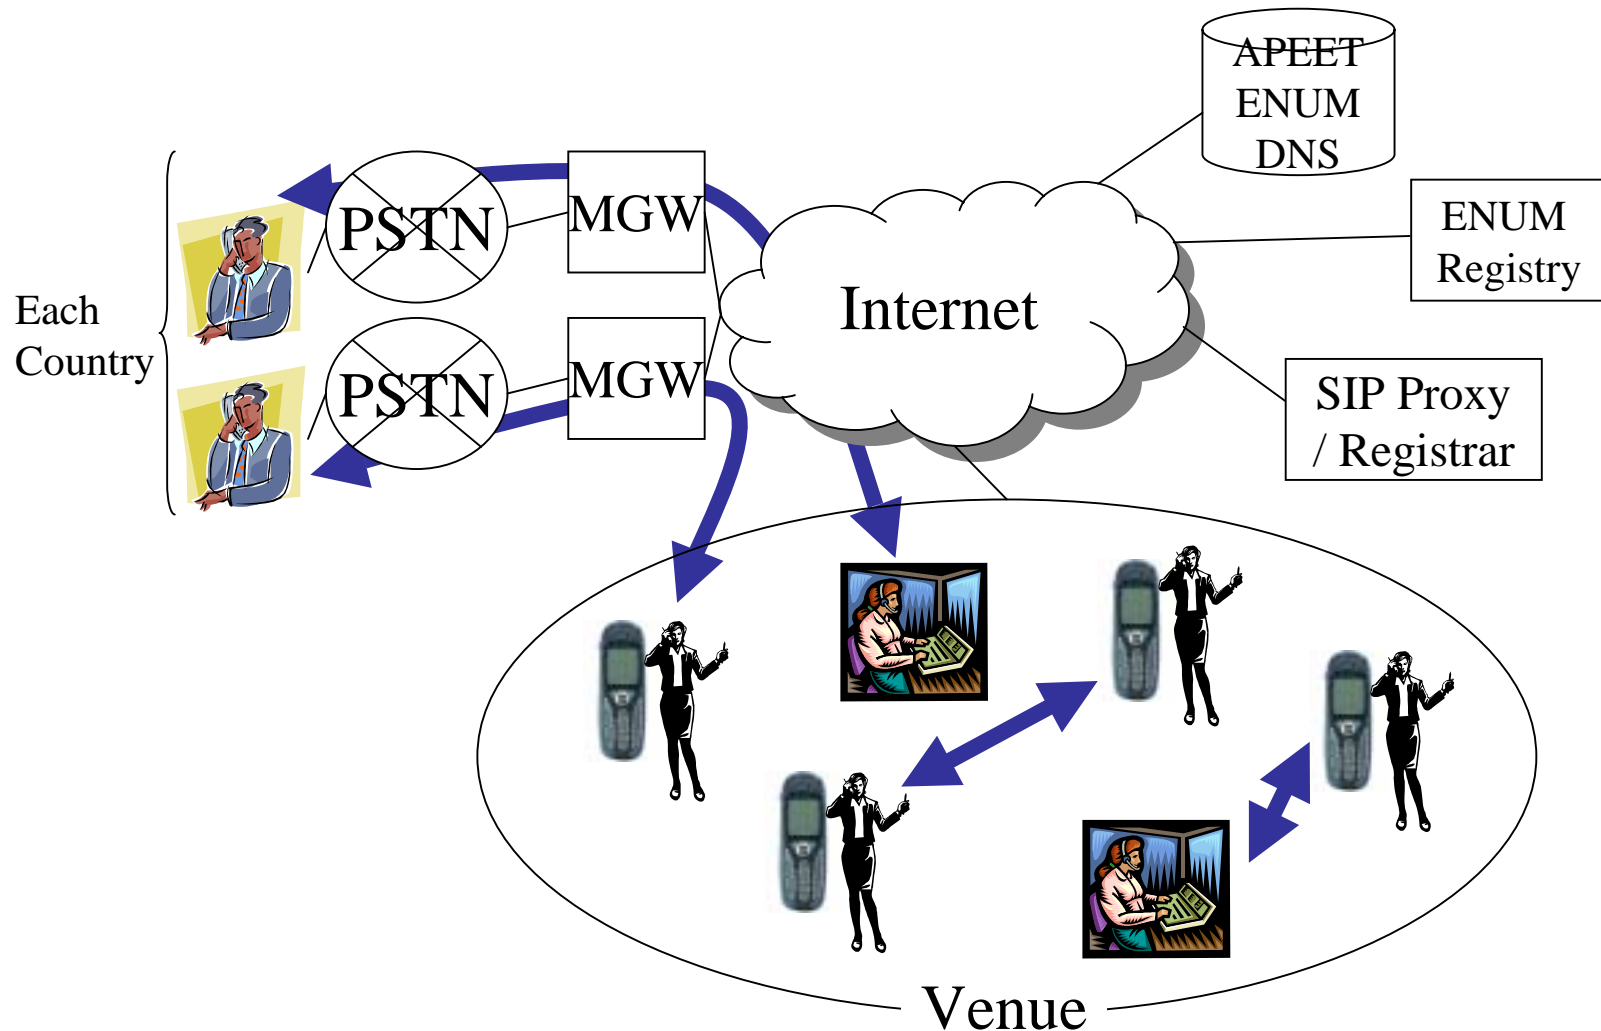 APEET
ENUM
DNS
PSTN
MGW
ENUM
Registry
Internet
Each
Country
PSTN
MGW
SIP Proxy
/ Registrar
Venue